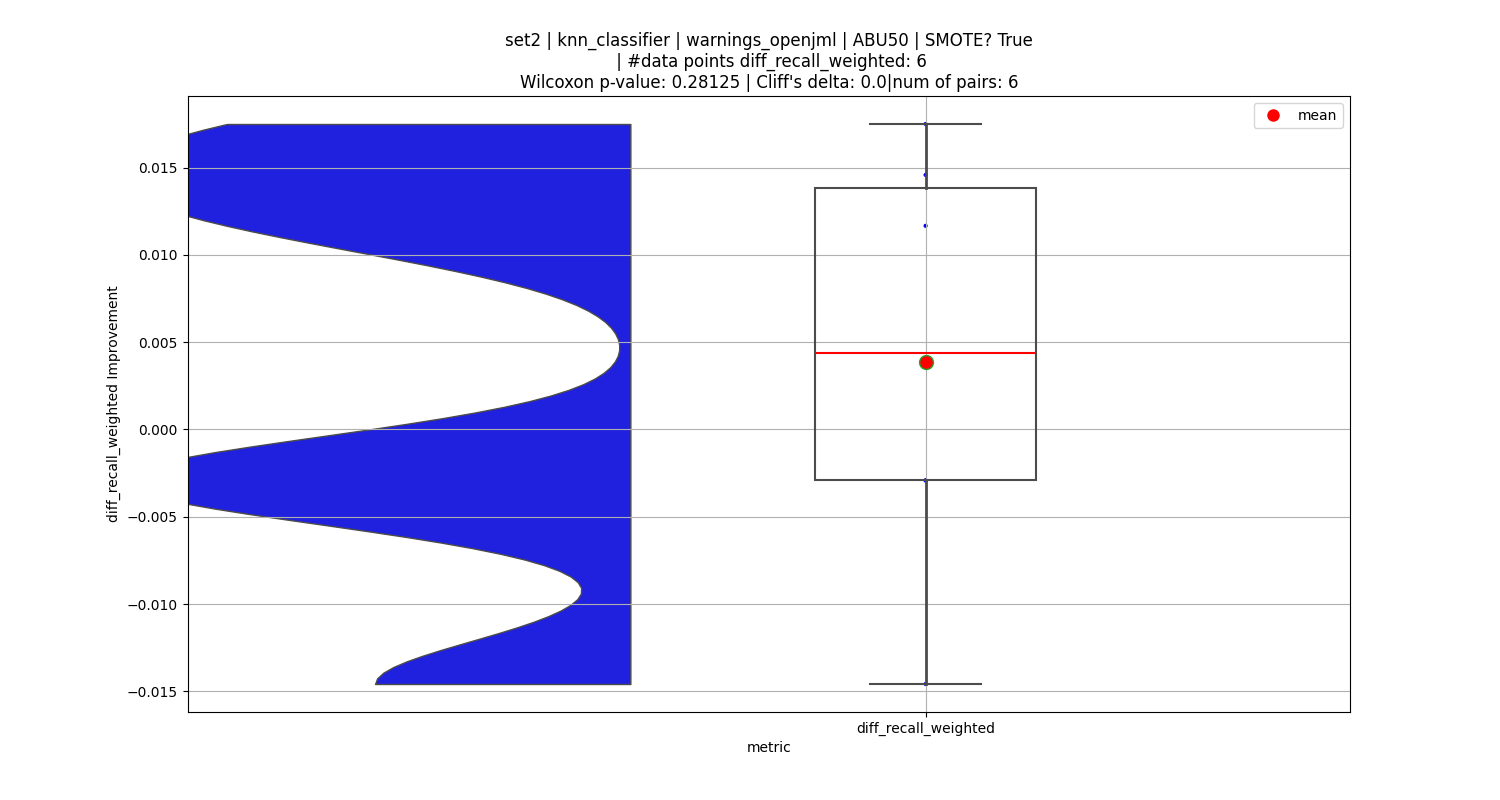 set2 | knn_classifier | warnings_openjml | ABU50 | SMOTE? True
| #data points diff_recall_weighted: 6
Wilcoxon p-value: 0.28125 | Cliff's delta: 0.0|num of pairs: 6
mean
0.015
0.010
0.005
0.000
−0.005
−0.010
−0.015
diff_recall_weighted Improvement
diff_recall_weighted
metric